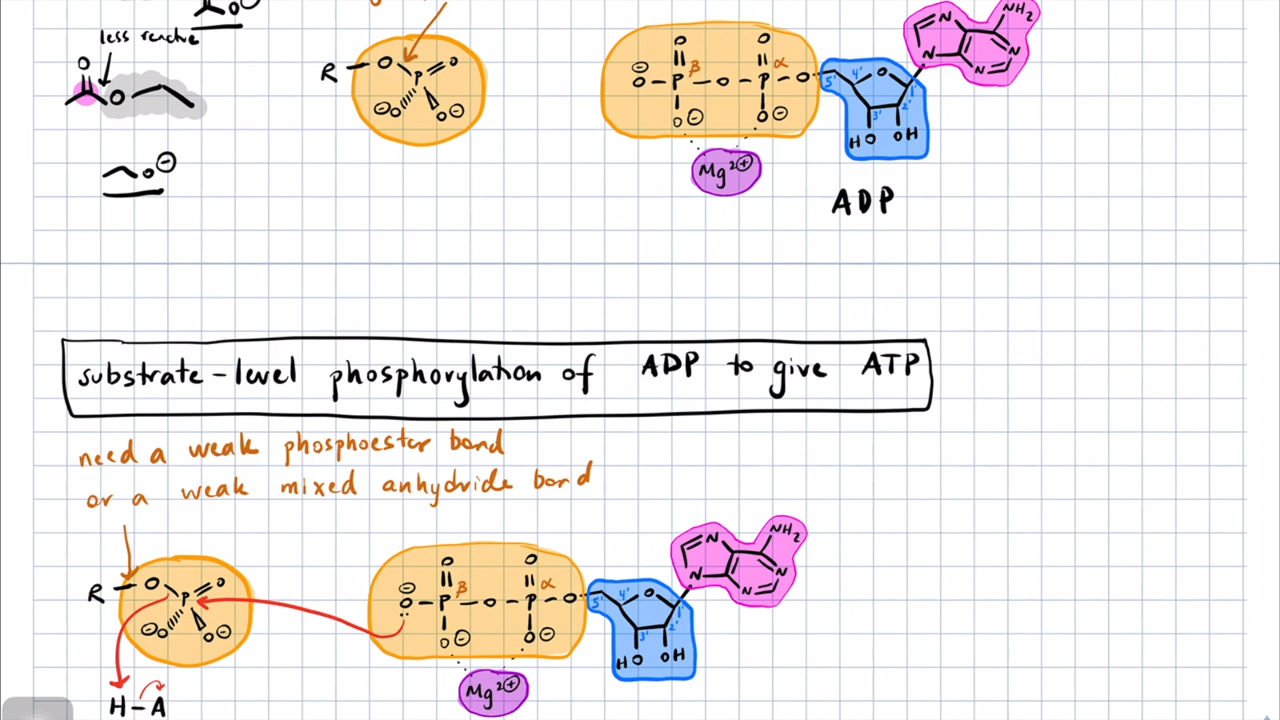 less reactive
O
O
O⊖
R
O
P
O
⊖O
O⊖
O
O
β
α
⊖O-P-O-P-O
O⊖
O⊖
Mg²⊕
5'
4'
O
1'
3'
2'
HO
OH
N
NH₂
N
N
N
ADP
substrate-level phosphorylation of ADP to give ATP
need a weak phosphoester bond
or a weak mixed anhydride bond
R
O
P
O
⊖O
O⊖
H-A
O
O
β
α
⊖O-P-O-P-O
O⊖
O⊖
Mg²⊕
5'
4'
O
1'
3'
2'
HO
OH
N
NH₂
N
N
N